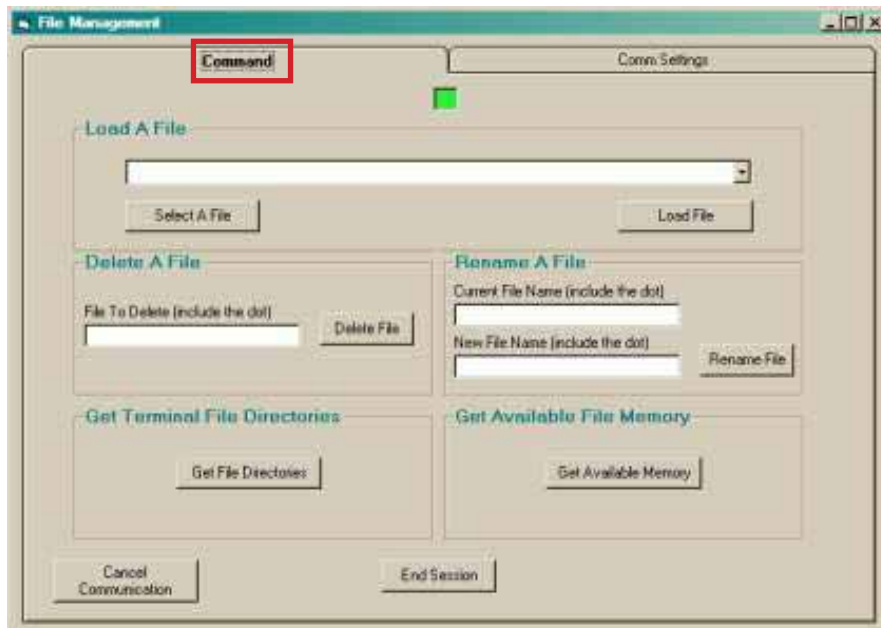 File Management
Command
Comm Settings
Load A File
Select A File
Load File
Delete A File
File To Delete (include the dot)
Delete File
Rename A File
Current File Name (include the dot)
New File Name (include the dot)
Rename File
Get Terminal File Directories
Get File Directories
Get Available File Memory
Get Available Memory
Cancel
Communication
End Session